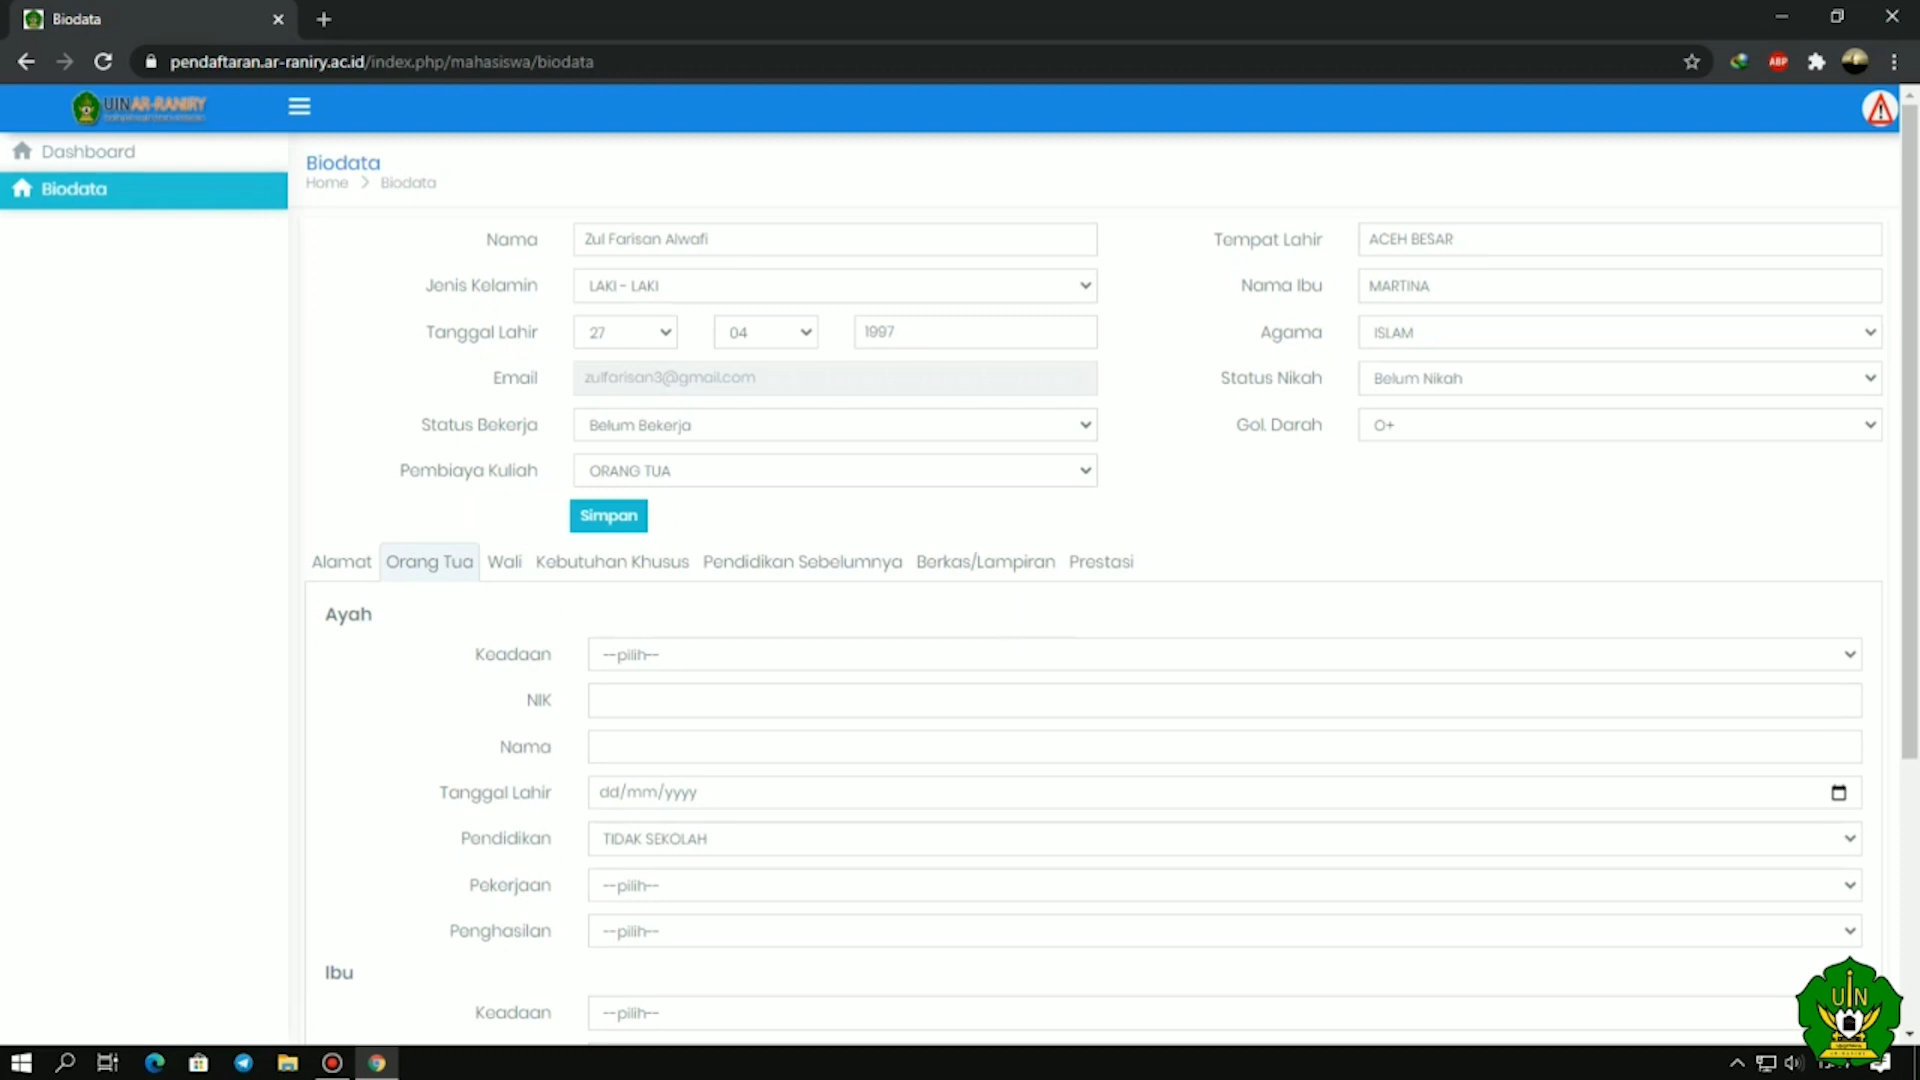 Biodata
pendaftaran.ar-raniry.ac.id/index.php/mahasiswa/biodata
ABP
UIN AR-RANIRY
Dashboard
Biodata
Biodata
Home > Biodata
Nama Zul Farisan Alwafi Tempat Lahir ACEH BESAR
Jenis Kelamin LAKI - LAKI Nama Ibu MARTINA
Tanggal Lahir 27 04 1997 Agama ISLAM
Email zulfarisan3@gmail.com Status Nikah Belum Nikah
Status Bekerja Belum Bekerja Gol. Darah O+
Pembiaya Kuliah ORANG TUA
Simpan
Alamat Orang Tua Wali Kebutuhan Khusus Pendidikan Sebelumnya Berkas/Lampiran Prestasi
Ayah
Keadaan --pilih--
NIK
Nama
Tanggal Lahir dd/mm/yyyy
Pendidikan TIDAK SEKOLAH
Pekerjaan --pilih--
Penghasilan --pilih--
Ibu
Keadaan --pilih--
UIN
AR-RANIRY